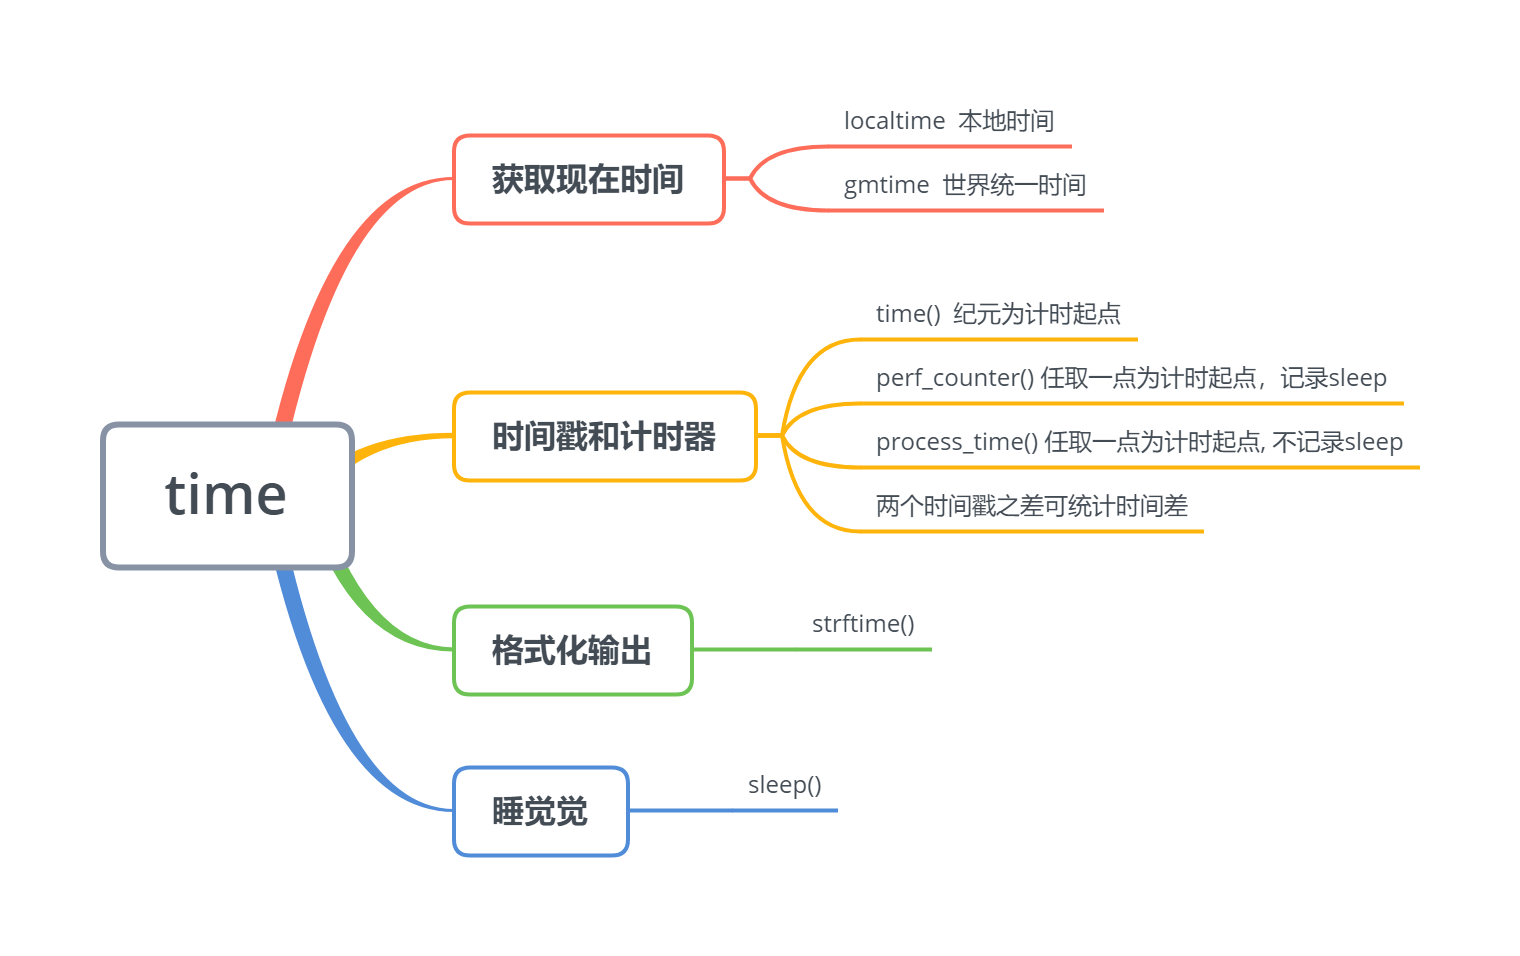 time
获取现在时间
localtime  本地时间
gmtime  世界统一时间
时间戳和计时器
time()  纪元为计时起点
perf_counter() 任取一点为计时起点，记录sleep
process_time() 任取一点为计时起点, 不记录sleep
两个时间戳之差可统计时间差
格式化输出
strftime()
睡觉觉
sleep()